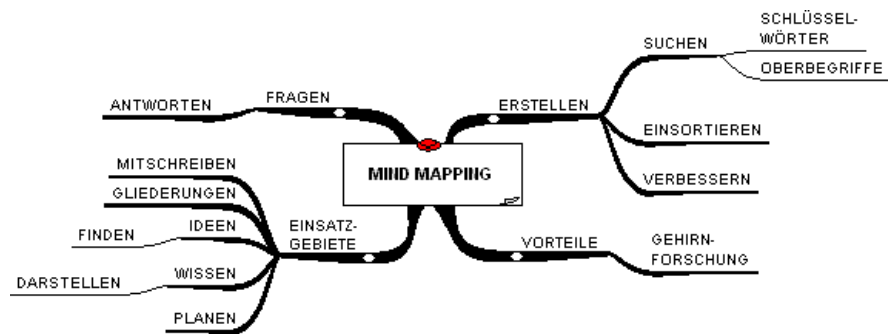 MIND MAPPING
FRAGEN
ANTWORTEN
ERSTELLEN
SUCHEN
SCHLÜSSEL-
WÖRTER
OBERBEGRIFFE
EINSORTIEREN
VERBESSERN
EINSATZ-
GEBIETE
MITSCHREIBEN
GLIEDERUNGEN
IDEEN
FINDEN
WISSEN
DARSTELLEN
PLANEN
VORTEILE
GEHIRN-
FORSCHUNG